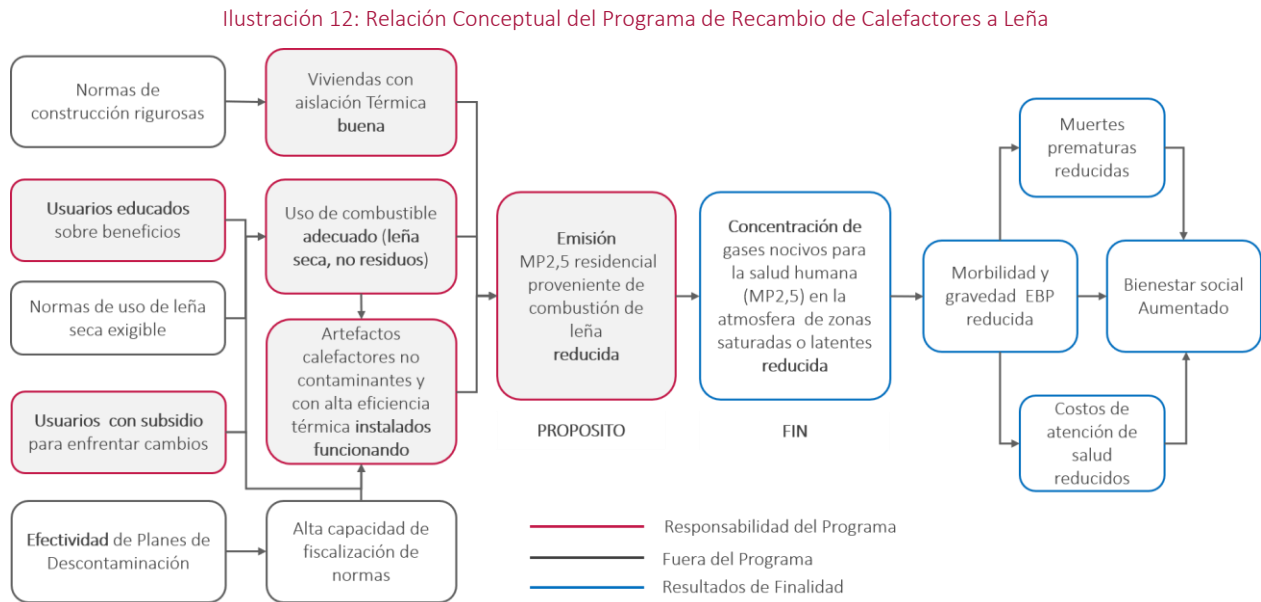 Ilustración 12: Relación Conceptual del Programa de Recambio de Calefactores a Leña
Normas de
construcción rigurosas
Viviendas con
aislación Térmica
buena
Usuarios educados
sobre beneficios
Normas de uso de leña
seca exigible
Usuarios con subsidio
para enfrentar cambios
Efectividad de Planes de
Descontaminación
Uso de combustible
adecuado (leña
seca, no residuos)
Artefactos
calefactores no
contaminantes y
con alta eficiencia
térmica instalados
funcionando
Alta capacidad de
fiscalización de
normas
Emisión
MP2,5 residencial
proveniente de
combustión de
leña
reducida
PROPOSITO
Concentración de
gases nocivos para
la salud humana
(MP2,5) en la
atmosfera de zonas
saturadas o latentes
reducida
FIN
Muertes
prematuras
reducidas
Morbilidad y
gravedad EBP
reducida
Costos de
atención de
salud
reducidos
Bienestar social
Aumentado
Responsabilidad del Programa
Fuera del Programa
Resultados de Finalidad